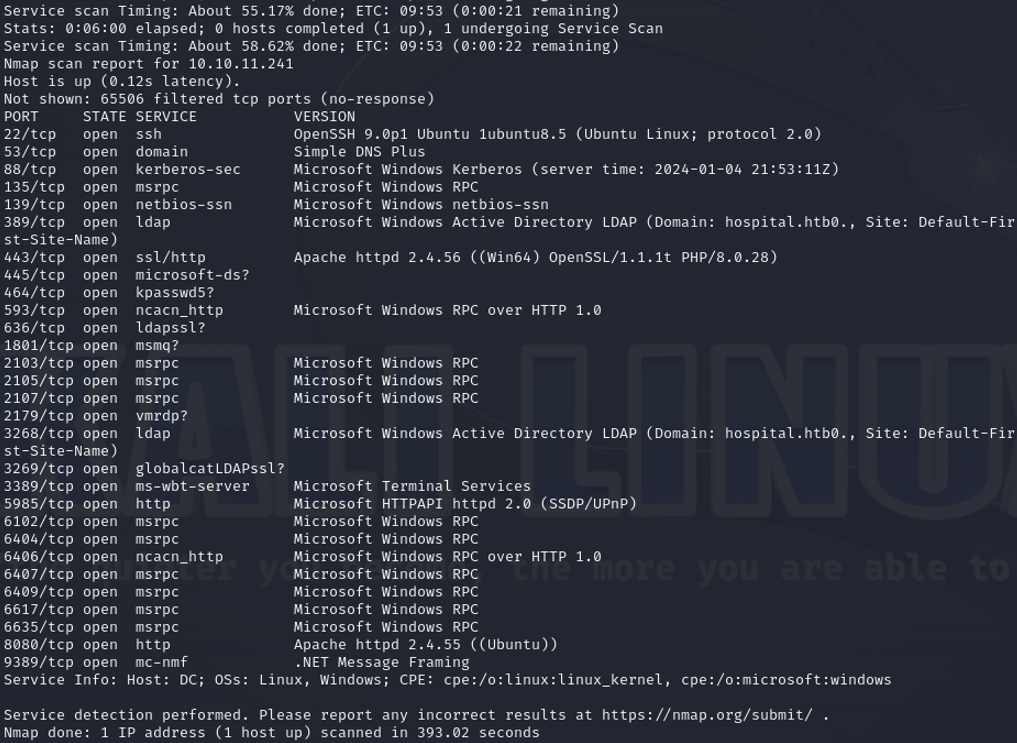 Service scan Timing: About 55.17% done; ETC: 09:53 (0:00:21 remaining)
Stats: 0:06:00 elapsed; 0 hosts completed (1 up), 1 undergoing Service Scan
Service scan Timing: About 58.62% done; ETC: 09:53 (0:00:22 remaining)
Nmap scan report for 10.10.11.241
Host is up (0.12s latency).
Not shown: 65506 filtered tcp ports (no-response)
PORT     STATE SERVICE           VERSION
22/tcp   open  ssh               OpenSSH 9.0p1 Ubuntu 1ubuntu8.5 (Ubuntu Linux; protocol 2.0)
53/tcp   open  domain            Simple DNS Plus
88/tcp   open  kerberos-sec      Microsoft Windows Kerberos (server time: 2024-01-04 21:53:11Z)
135/tcp  open  msrpc             Microsoft Windows RPC
139/tcp  open  netbios-ssn       Microsoft Windows netbios-ssn
389/tcp  open  ldap              Microsoft Windows Active Directory LDAP (Domain: hospital.htb0., Site: Default-Fir
st-Site-Name)
443/tcp  open  ssl/http          Apache httpd 2.4.56 ((Win64) OpenSSL/1.1.1t PHP/8.0.28)
445/tcp  open  microsoft-ds?
464/tcp  open  kpasswd5?
593/tcp  open  ncacn_http        Microsoft Windows RPC over HTTP 1.0
636/tcp  open  ldapssl?
1801/tcp open  msmq?
2103/tcp open  msrpc             Microsoft Windows RPC
2105/tcp open  msrpc             Microsoft Windows RPC
2107/tcp open  msrpc             Microsoft Windows RPC
2179/tcp open  vmrdp?
3268/tcp open  ldap              Microsoft Windows Active Directory LDAP (Domain: hospital.htb0., Site: Default-Fir
st-Site-Name)
3269/tcp open  globalcatLDAPssl?
3389/tcp open  ms-wbt-server     Microsoft Terminal Services
5985/tcp open  http              Microsoft HTTPAPI httpd 2.0 (SSDP/UPnP)
6102/tcp open  msrpc             Microsoft Windows RPC
6404/tcp open  msrpc             Microsoft Windows RPC
6406/tcp open  ncacn_http        Microsoft Windows RPC over HTTP 1.0
6407/tcp open  msrpc             Microsoft Windows RPC
6409/tcp open  msrpc             Microsoft Windows RPC
6617/tcp open  msrpc             Microsoft Windows RPC
6635/tcp open  msrpc             Microsoft Windows RPC
8080/tcp open  http              Apache httpd 2.4.55 ((Ubuntu))
9389/tcp open  mc-nmf            .NET Message Framing
Service Info: Host: DC; OSs: Linux, Windows; CPE: cpe:/o:linux:linux_kernel, cpe:/o:microsoft:windows
Service detection performed. Please report any incorrect results at https://nmap.org/submit/ .
Nmap done: 1 IP address (1 host up) scanned in 393.02 seconds
KALI LINUX
you
the more you are able to